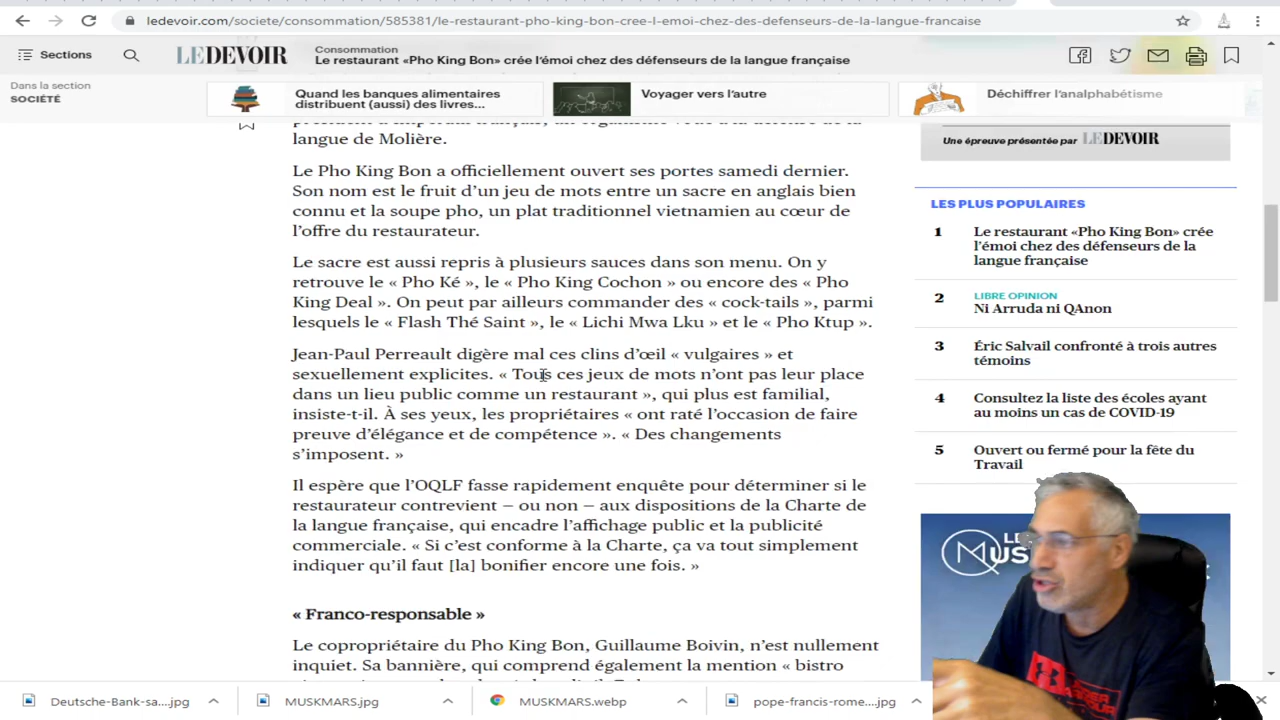 ledevoir.com/societe/consommation/585381/le-restaurant-pho-king-bon-cree-l-emoi-chez-des-defenseurs-de-la-langue-francaise
Sections
LE DEVOIR
Consommation
Le restaurant «Pho King Bon» crée l'émoi chez des défenseurs de la langue française
Dans la section
SOCIÉTÉ
Quand les banques alimentaires
distribuent (aussi) des livres...
Voyager vers l'autre
Déchiffrer l'analphabétisme
langue de Molière.
Le Pho King Bon a officiellement ouvert ses portes samedi dernier.
Son nom est le fruit d'un jeu de mots entre un sacre en anglais bien
connu et la soupe pho, un plat traditionnel vietnamien au cœur de
l'offre du restaurateur.
Le sacre est aussi repris à plusieurs sauces dans son menu. On y
retrouve le « Pho Ké », le « Pho King Cochon » ou encore des « Pho
King Deal ». On peut par ailleurs commander des « cock-tails », parmi
lesquels le « Flash Thé Saint », le « Lichi Mwa Lku » et le « Pho Ktup ».
Jean-Paul Perreault digère mal ces clins d'œil « vulgaires » et
sexuellement explicites. « Tous ces jeux de mots n'ont pas leur place
dans un lieu public comme un restaurant », qui plus est familial,
insiste-t-il. À ses yeux, les propriétaires « ont raté l'occasion de faire
preuve d'élégance et de compétence ». « Des changements
s'imposent. »
Il espère que l'OQLF fasse rapidement enquête pour déterminer si le
restaurateur contrevient – ou non – aux dispositions de la Charte de
la langue française, qui encadre l'affichage public et la publicité
commerciale. « Si c'est conforme à la Charte, ça va tout simplement
indiquer qu'il faut [la] bonifier encore une fois. »
« Franco-responsable »
Le copropriétaire du Pho King Bon, Guillaume Boivin, n'est nullement
inquiet. Sa bannière, qui comprend également la mention « bistro
Une épreuve présentée par LE DEVOIR
LES PLUS POPULAIRES
1 Le restaurant «Pho King Bon» crée
l'émoi chez des défenseurs de la
langue française
2 LIBRE OPINION
Ni Arruda ni QAnon
3 Éric Salvail confronté à trois autres
témoins
4 Consultez la liste des écoles ayant
au moins un cas de COVID-19
5 Ouvert ou fermé pour la fête du
Travail
Deutsche-Bank-sa....jpg
MUSKMARS.jpg
MUSKMARS.webp
pope-francis-rome....jpg